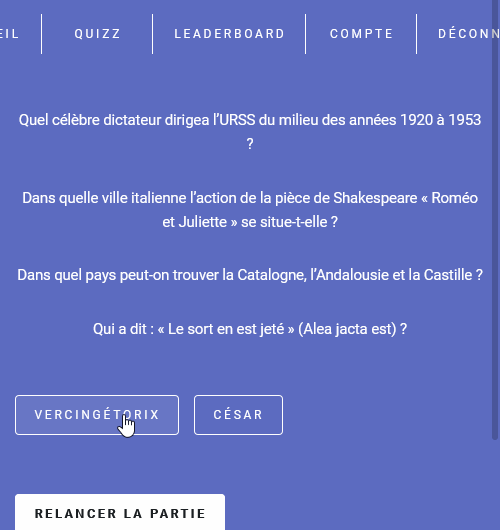 EIL QUIZZ LEADERBOARD COMPTE DÉCONN
Quel célèbre dictateur dirigea l’URSS du milieu des années 1920 à 1953
?
Dans quelle ville italienne l’action de la pièce de Shakespeare « Roméo
et Juliette » se situe-t-elle ?
Dans quel pays peut-on trouver la Catalogne, l’Andalousie et la Castille ?
Qui a dit : « Le sort en est jeté » (Alea jacta est) ?
VERCINGÉTORIX CÉSAR
RELANCER LA PARTIE